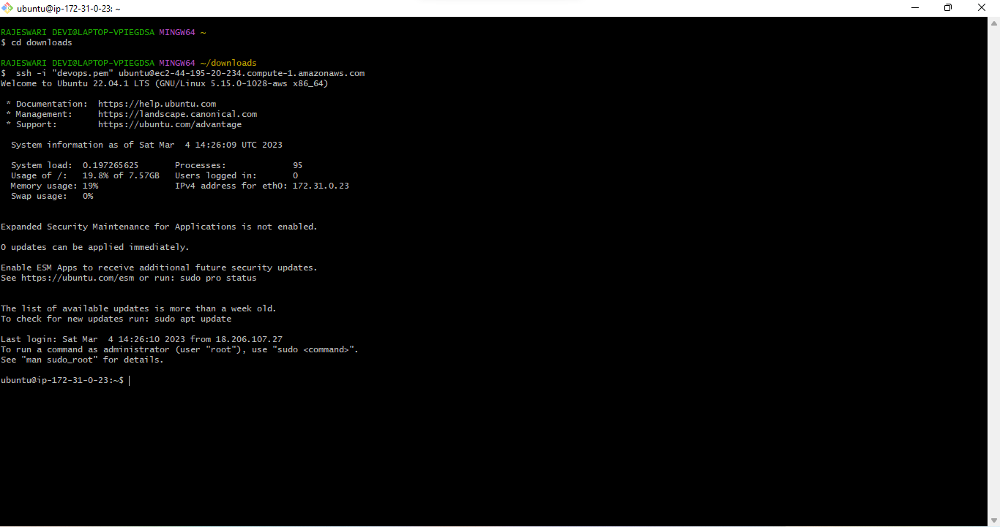 ubuntu@ip-172-31-0-23: ~
RAJESWARI DEVI@LAPTOP-VPIEGDSA MINGW64 ~
$ cd downloads
RAJESWARI DEVI@LAPTOP-VPIEGDSA MINGW64 ~/downloads
$  ssh -i "devops.pem" ubuntu@ec2-44-195-20-234.compute-1.amazonaws.com
Welcome to Ubuntu 22.04.1 LTS (GNU/Linux 5.15.0-1028-aws x86_64)
* Documentation:  https://help.ubuntu.com
* Management:     https://landscape.canonical.com
* Support:        https://ubuntu.com/advantage
System information as of Sat Mar  4 14:26:09 UTC 2023
System load:  0.197265625       Processes:             95
Usage of /:   19.8% of 7.57GB   Users logged in:       0
Memory usage: 19%               IPv4 address for eth0: 172.31.0.23
Swap usage:   0%
Expanded Security Maintenance for Applications is not enabled.
0 updates can be applied immediately.
Enable ESM Apps to receive additional future security updates.
See https://ubuntu.com/esm or run: sudo pro status
The list of available updates is more than a week old.
To check for new updates run: sudo apt update
Last login: Sat Mar  4 14:26:10 2023 from 18.206.107.27
To run a command as administrator (user "root"), use "sudo <command>".
See "man sudo_root" for details.
ubuntu@ip-172-31-0-23:~$